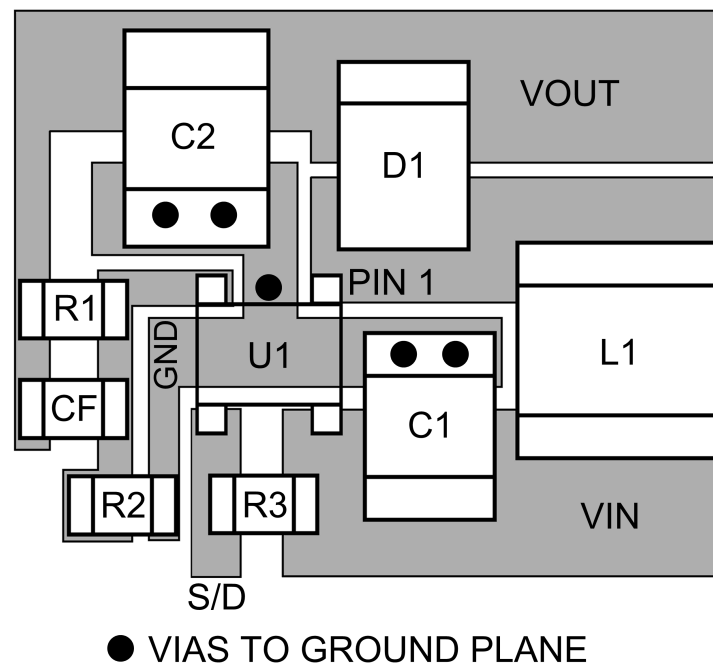 VOUT
C2
D1
PIN 1
R1
GND
U1
L1
CF
C1
R2
R3
VIN
S/D
VIAS TO GROUND PLANE